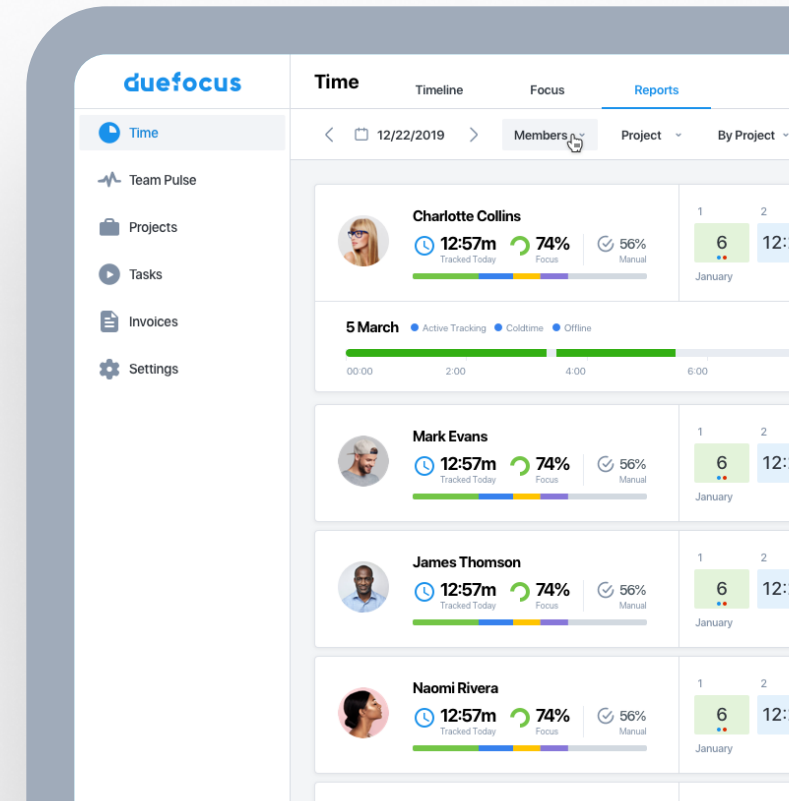 duefocus
Time
Timeline
Focus
Reports
Time
12/22/2019
Members
Project
By Project
Team Pulse
Projects
Tasks
Invoices
Settings
Charlotte Collins
12:57m
74%
56%
Tracked Today
Focus
Manual
1
2
6
12:
January
5 March
Active Tracking
Coldtime
Offline
00:00
2:00
4:00
6:00
Mark Evans
12:57m
74%
56%
Tracked Today
Focus
Manual
1
2
6
12:
January
James Thomson
12:57m
74%
56%
Tracked Today
Focus
Manual
1
2
6
12:
January
Naomi Rivera
12:57m
74%
56%
Tracked Today
Focus
Manual
1
2
6
12:
January